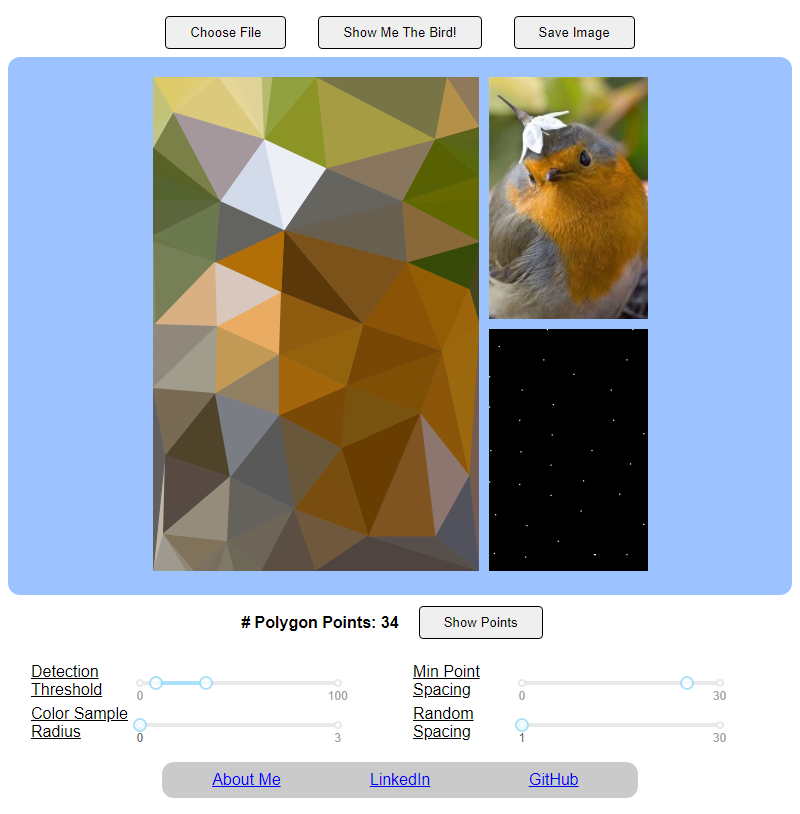 Choose File Show Me The Bird! Save Image
# Polygon Points: 34 Show Points
Detection
Threshold
0 100
Min Point
Spacing
0 30
Color Sample
Radius
0 3
Random
Spacing
1 30
About Me LinkedIn GitHub